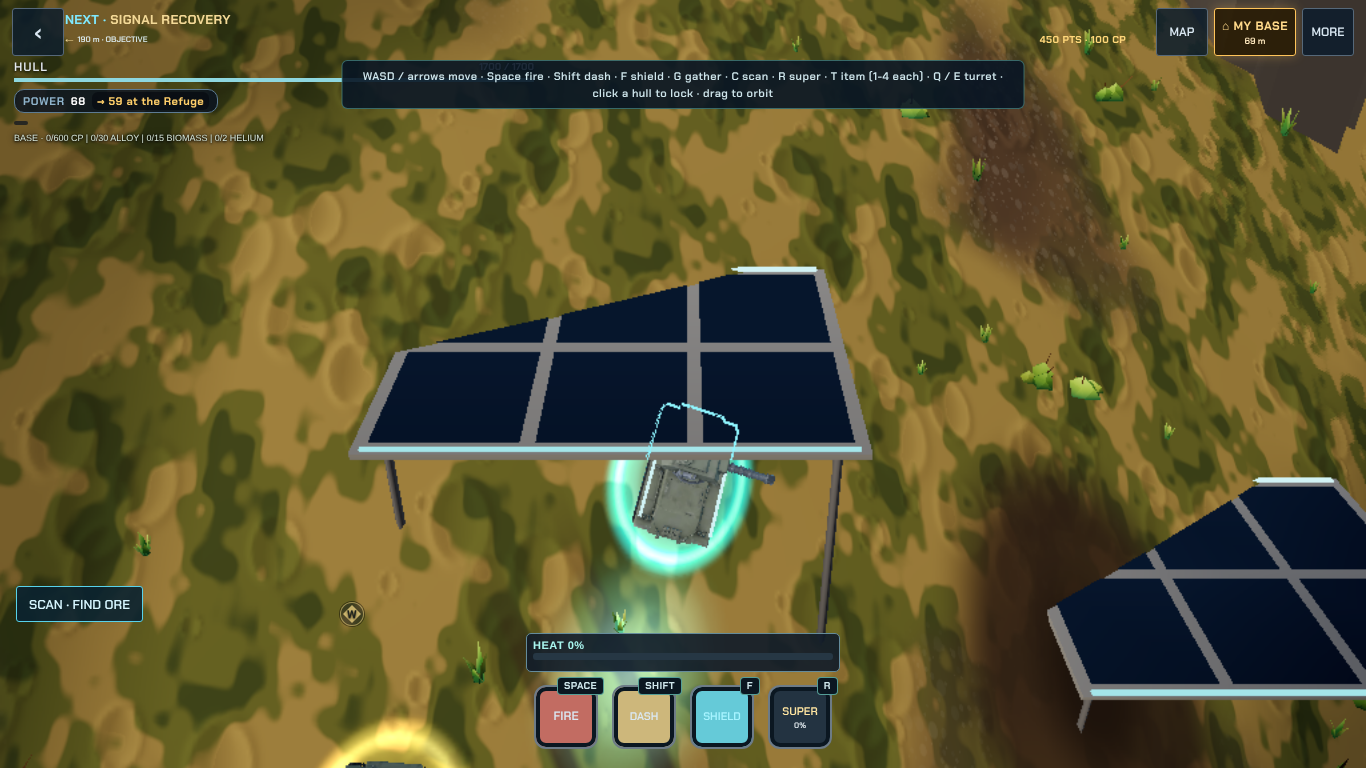 ‹
NEXT · SIGNAL RECOVERY
← 190 m · OBJECTIVE
450 PTS · 100 CP
MAP
⌂ MY BASE
69 m
MORE
HULL
1700 / 1700
WASD / arrows move · Space fire · Shift dash · F shield · G gather · C scan · R super · T item (1-4 each) · Q / E turret ·
click a hull to lock · drag to orbit
POWER 68 → 59 at the Refuge
BASE · 0/600 CP | 0/30 ALLOY | 0/15 BIOMASS | 0/2 HELIUM
SCAN · FIND ORE
W
HEAT 0%
SPACE
SHIFT
F
R
FIRE
DASH
SHIELD
SUPER
0%